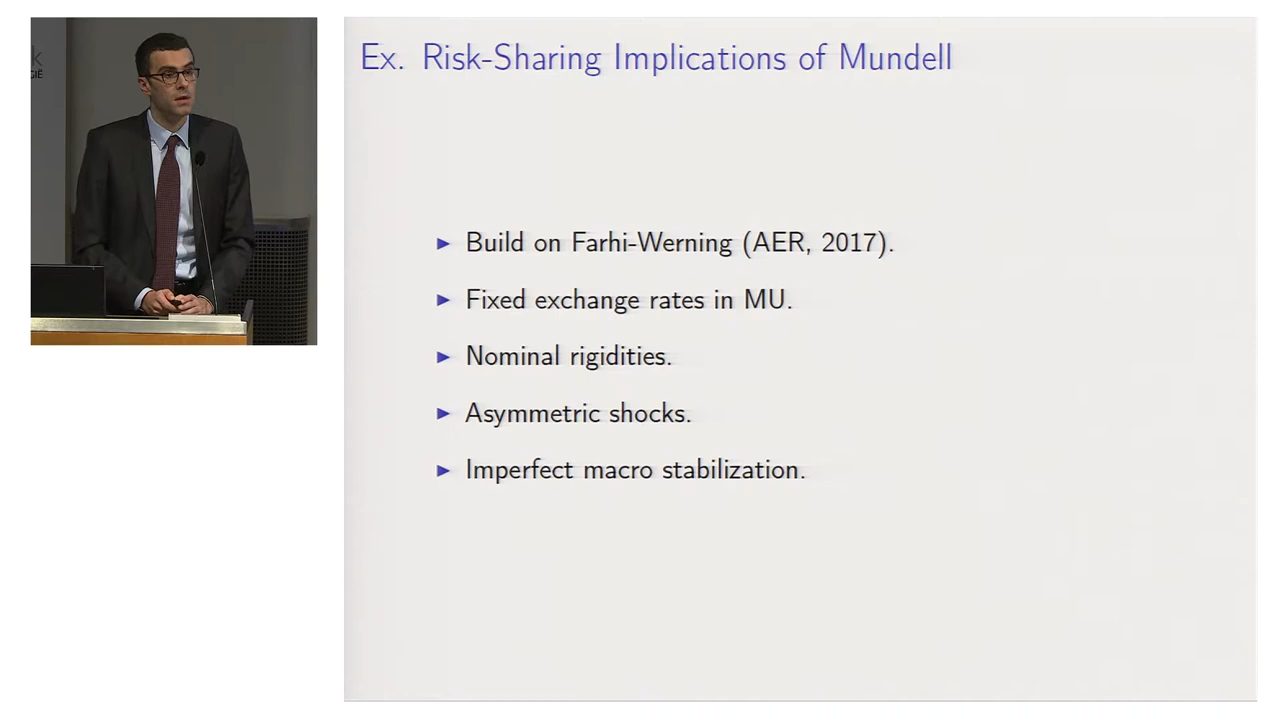 k
GIË
Ex. Risk-Sharing Implications of Mundell
► Build on Farhi-Werning (AER, 2017).
► Fixed exchange rates in MU.
► Nominal rigidities.
► Asymmetric shocks.
► Imperfect macro stabilization.